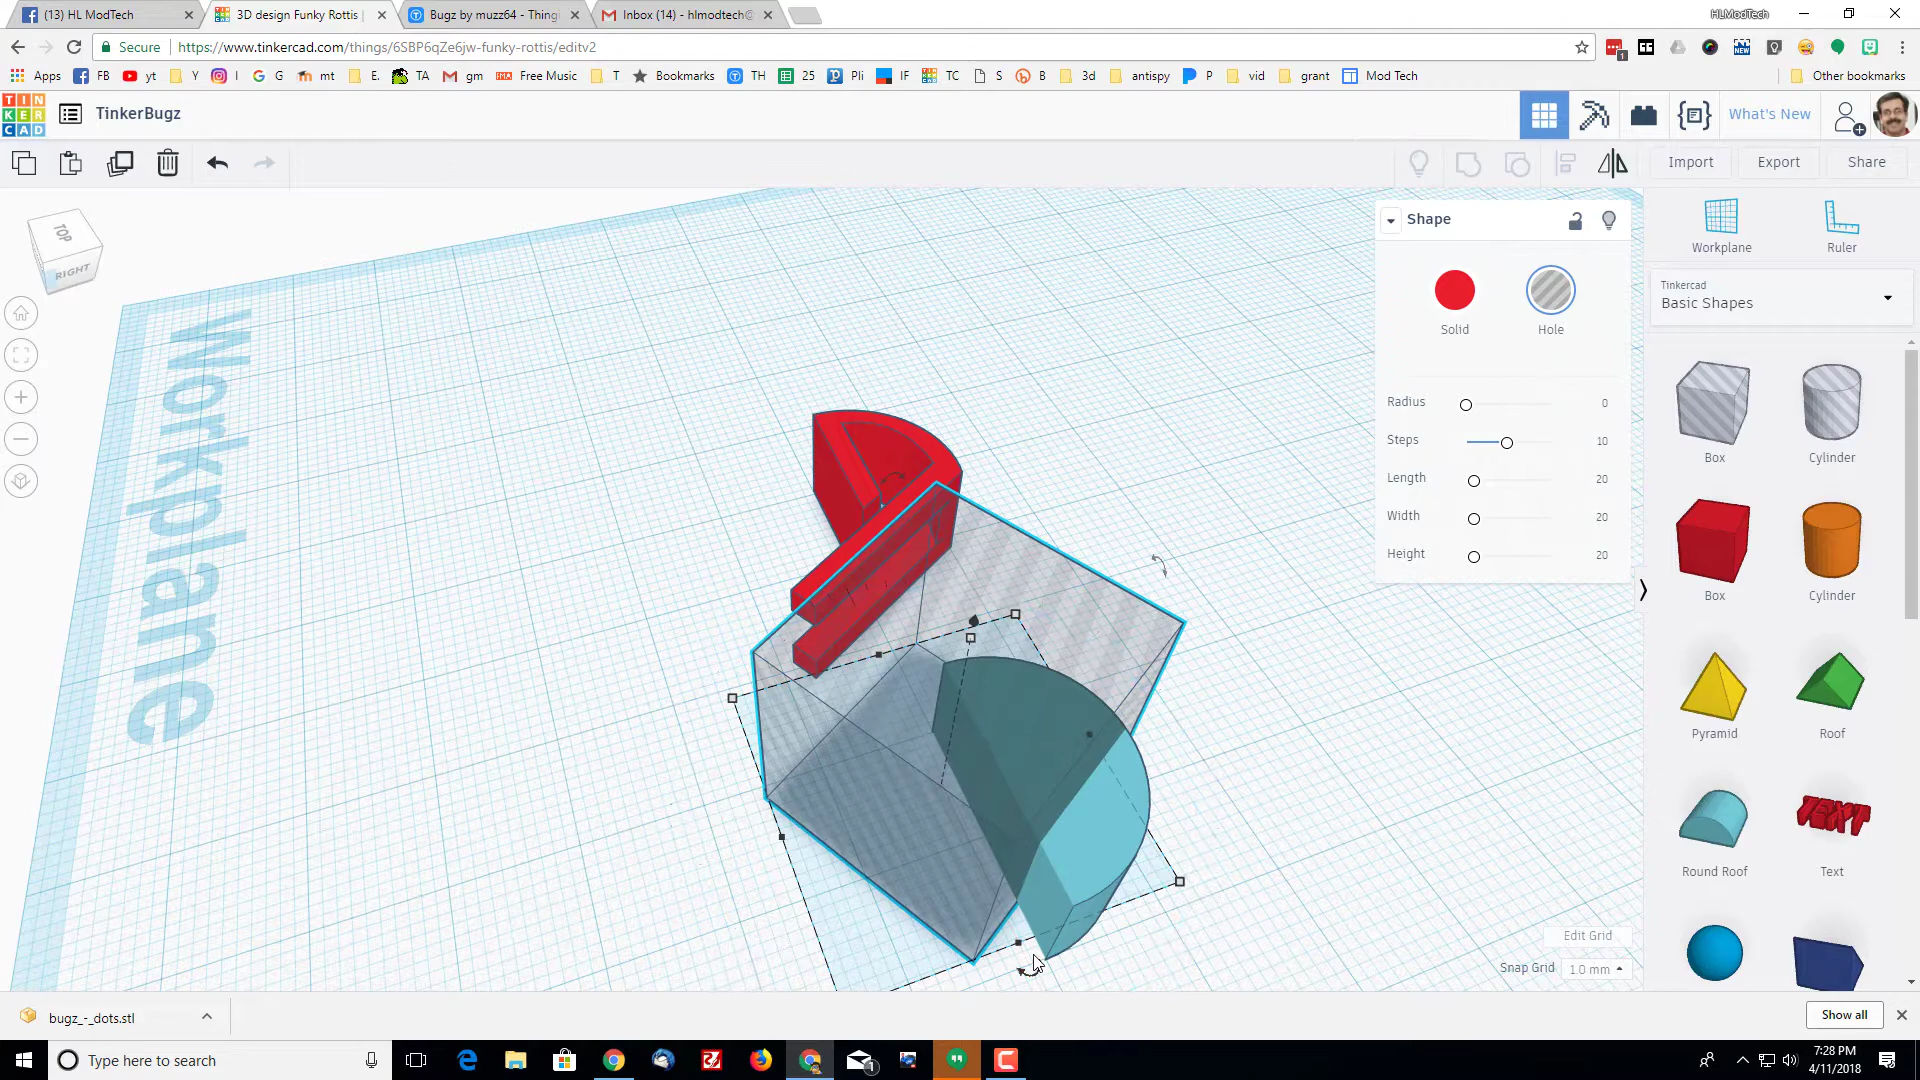 (13) HL ModTech
3D design Funky Rottis |
Bugz by muzz64 - Thing
Inbox (14) - hlmodtech@
HLModTech
Secure
https://www.tinkercad.com/things/6SBP6qZe6jw-funky-rottis/editv2
1
Apps
FB
yt
Y
I
G
mt
E.
TA
gm
Free Music
T
Bookmarks
TH
25
Pli
IF
TC
S
B
3d
antispy
P
vid
grant
Mod Tech
Other bookmarks
TIN
KER
CAD
TinkerBugz
What's New
Import
Export
Share
TOP
RIGHT
Workplane
Shape
Solid
Hole
Radius 0
Steps 10
Length 20
Width 20
Height 20
Workplane
Ruler
Tinkercad
Basic Shapes
Box
Cylinder
Box
Cylinder
Pyramid
Roof
Round Roof
TEXT
Text
Edit Grid
Snap Grid 1.0 mm
bugz_-_dots.stl
Show all
Type here to search
1
7:28 PM
4/11/2018